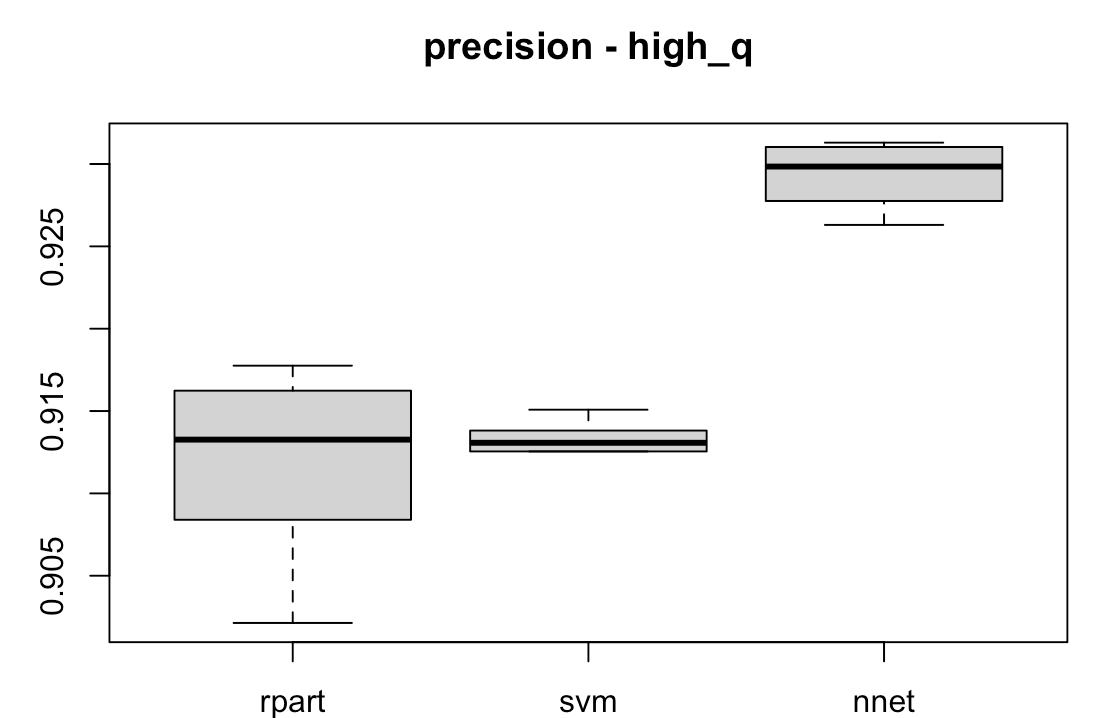 precision - high_q
0.925
0.915
0.905
rpart svm nnet